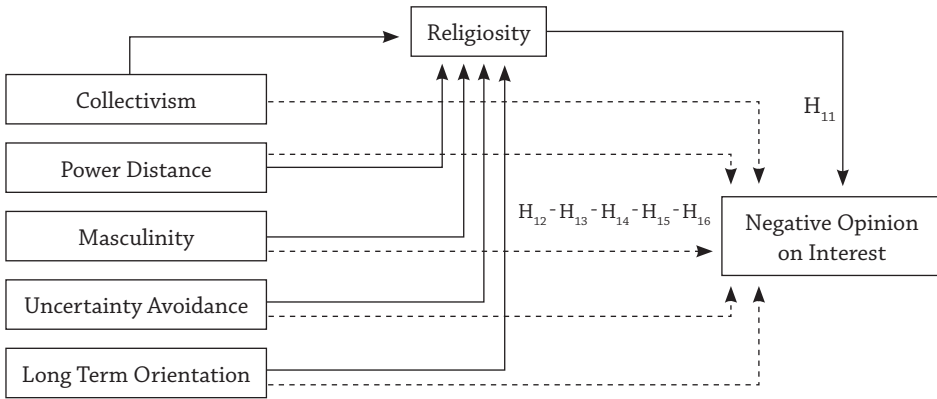 Religiosity
Collectivism
H₁₁
Power Distance
H₁₂-H₁₃-H₁₄-H₁₅-H₁₆
Masculinity
Negative Opinion
on Interest
Uncertainty Avoidance
Long Term Orientation